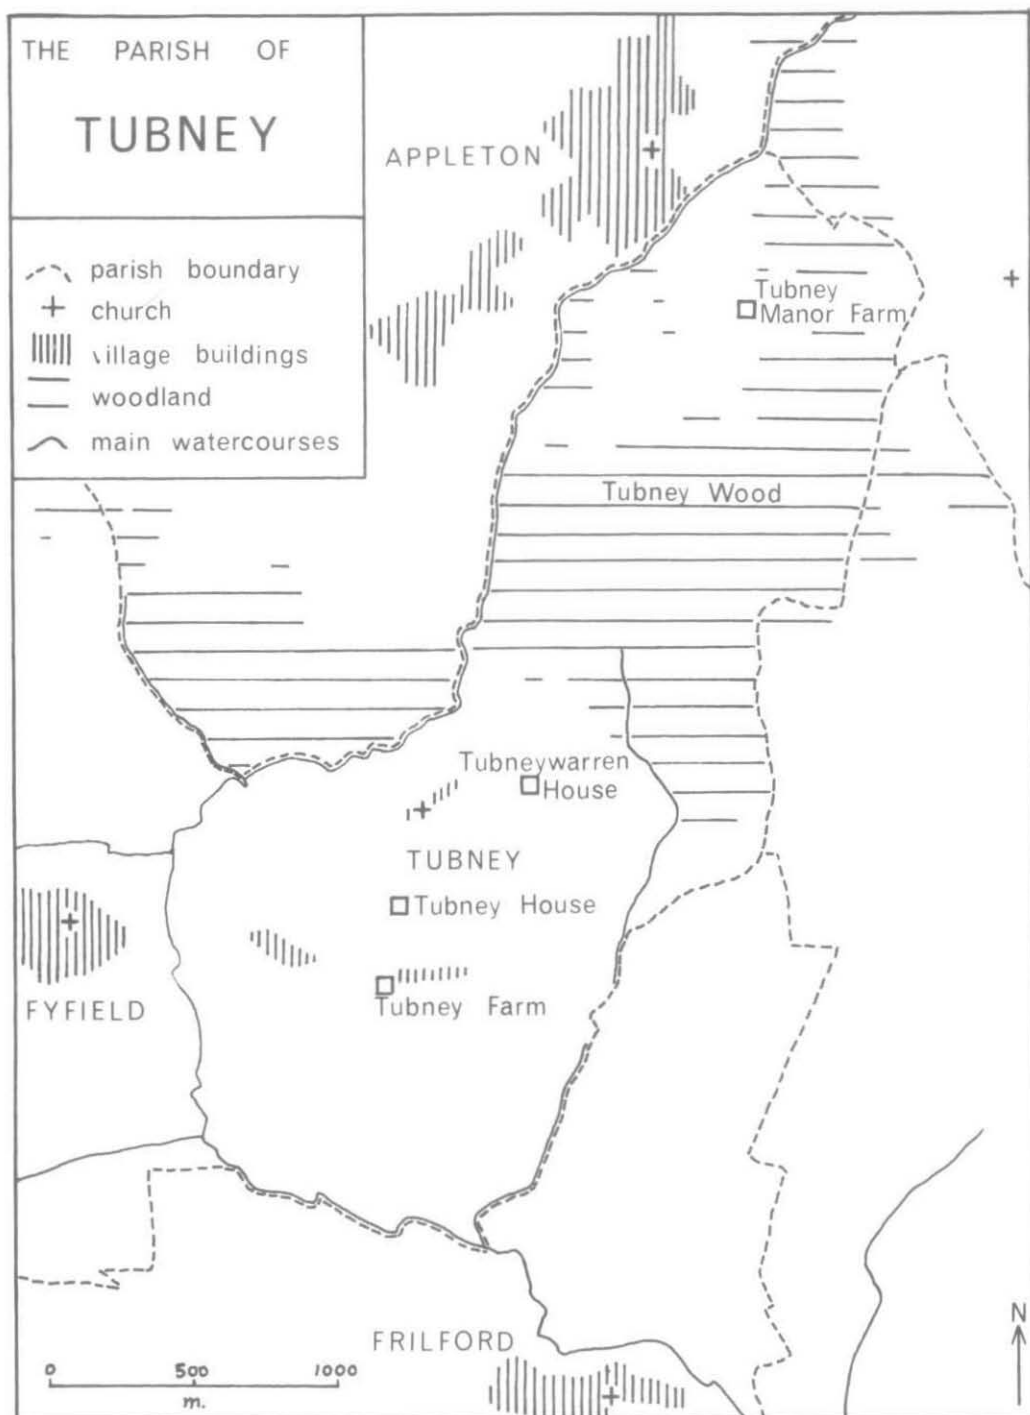 THE PARISH OF
TUBNEY
parish boundary
church
village buildings
woodland
main watercourses
APPLETON
Tubney
Manor Farm
Tubney Wood
Tubneywarren
House
TUBNEY
Tubney House
FYFIELD
Tubney Farm
FRILFORD
N
0 500 1000
m.